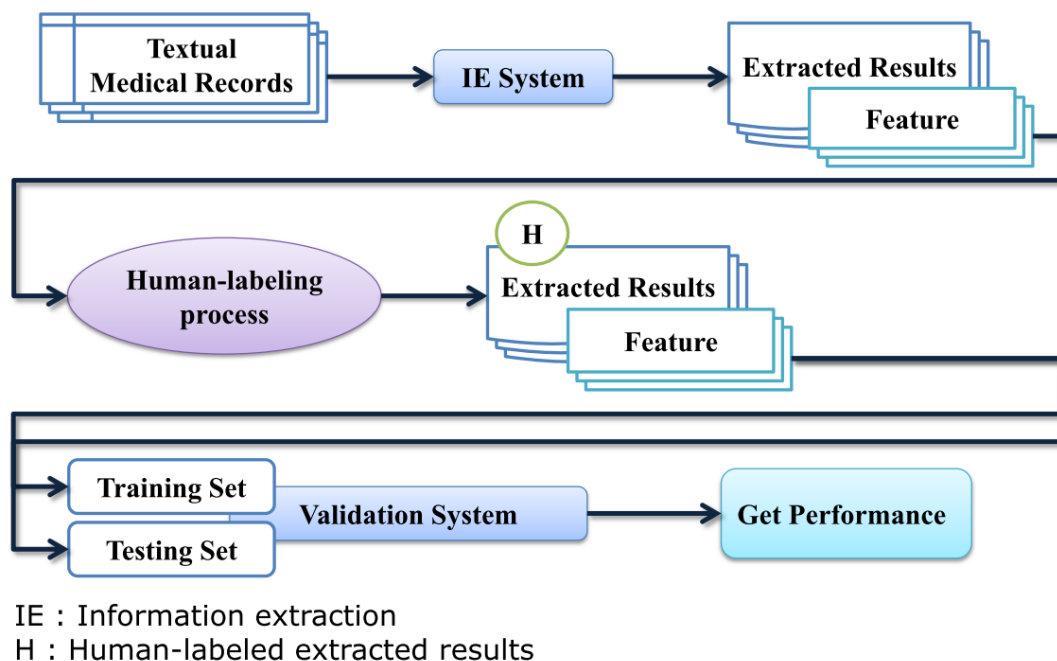 Textual
Medical Records
IE System
Extracted Results
Feature
Human-labeling
process
H
Extracted Results
Feature
Training Set
Validation System
Testing Set
Get Performance
IE : Information extraction
H : Human-labeled extracted results